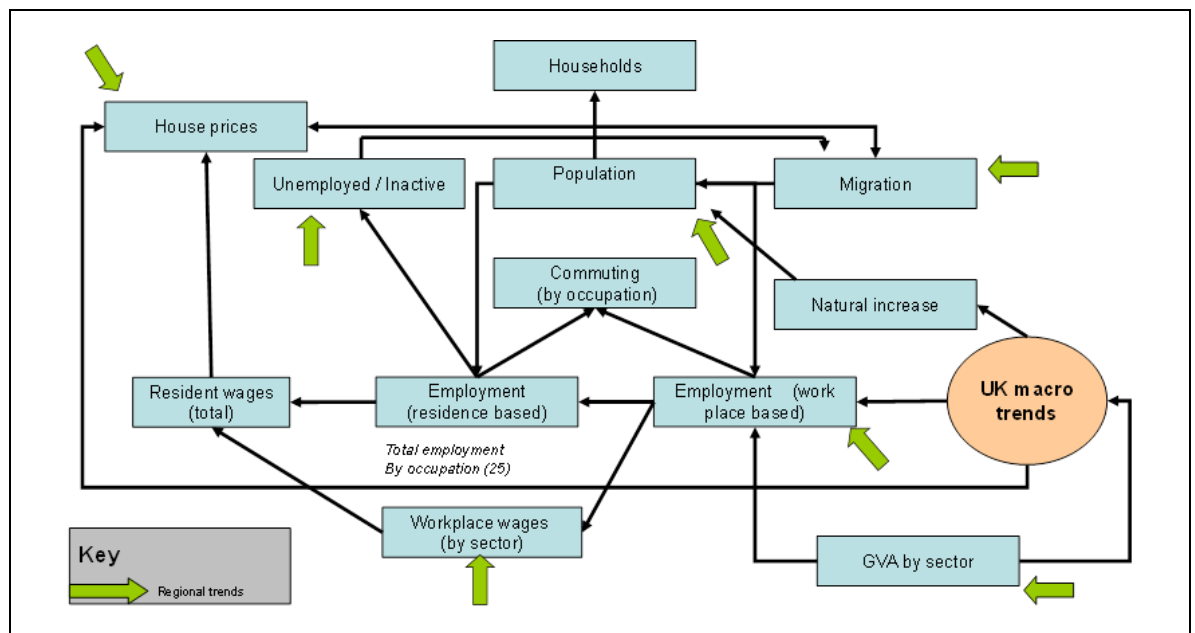 Households
House prices
Unemployed / Inactive
Population
Migration
Commuting
(by occupation)
Natural increase
Resident wages
(total)
Employment
(residence based)
Employment (work
place based)
UK macro
trends
Total employment
By occupation (25)
Workplace wages
(by sector)
GVA by sector
Key
Regional trends